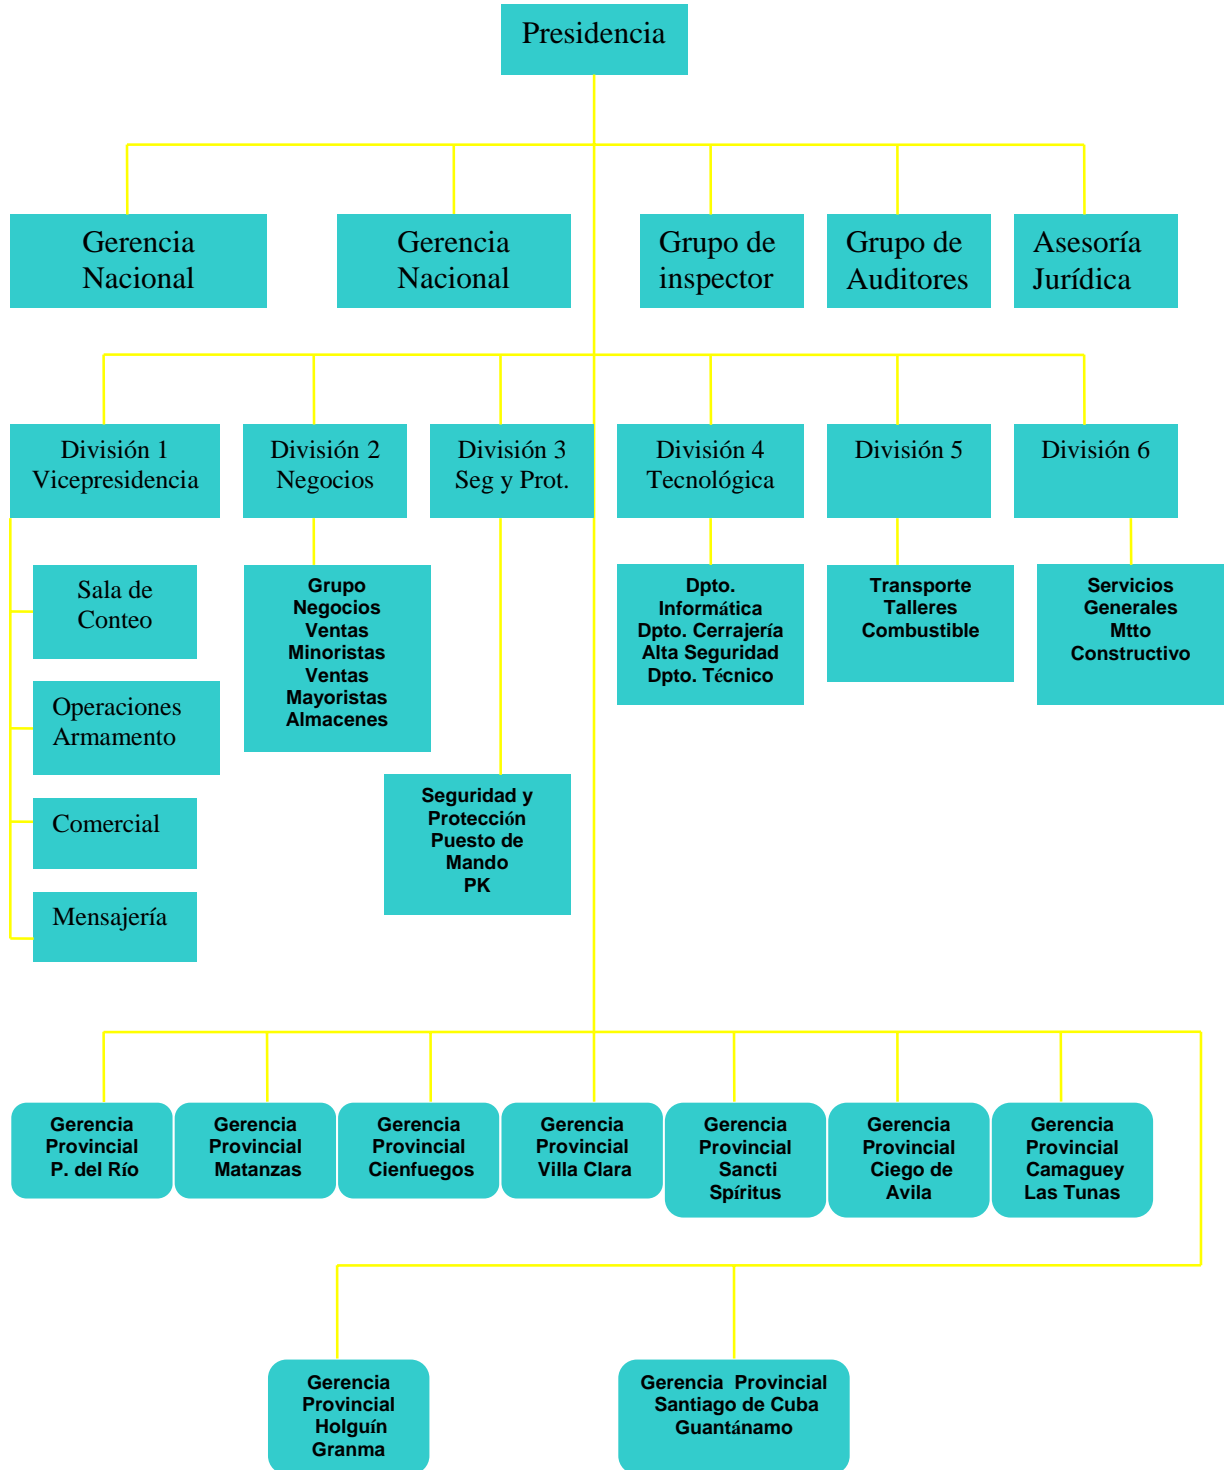 Presidencia
Gerencia
Nacional
Gerencia
Nacional
Grupo de
inspector
Grupo de
Auditores
Asesoría
Jurídica
División 1
Vicepresidencia
División 2
Negocios
División 3
Seg y Prot.
División 4
Tecnológica
División 5
División 6
Sala de
Conteo
Operaciones
Armamento
Comercial
Mensajería
Grupo
Negocios
Ventas
Minoristas
Ventas
Mayoristas
Almacenes
Seguridad y
Protección
Puesto de
Mando
PK
Dpto.
Informática
Dpto. Cerrajería
Alta Seguridad
Dpto. Técnico
Transporte
Talleres
Combustible
Servicios
Generales
Mtto
Constructivo
Gerencia
Provincial
P. del Río
Gerencia
Provincial
Matanzas
Gerencia
Provincial
Cienfuegos
Gerencia
Provincial
Villa Clara
Gerencia
Provincial
Sancti
Spíritus
Gerencia
Provincial
Ciego de
Avila
Gerencia
Provincial
Camaguey
Las Tunas
Gerencia
Provincial
Holguín
Granma
Gerencia  Provincial
Santiago de Cuba
Guantánamo